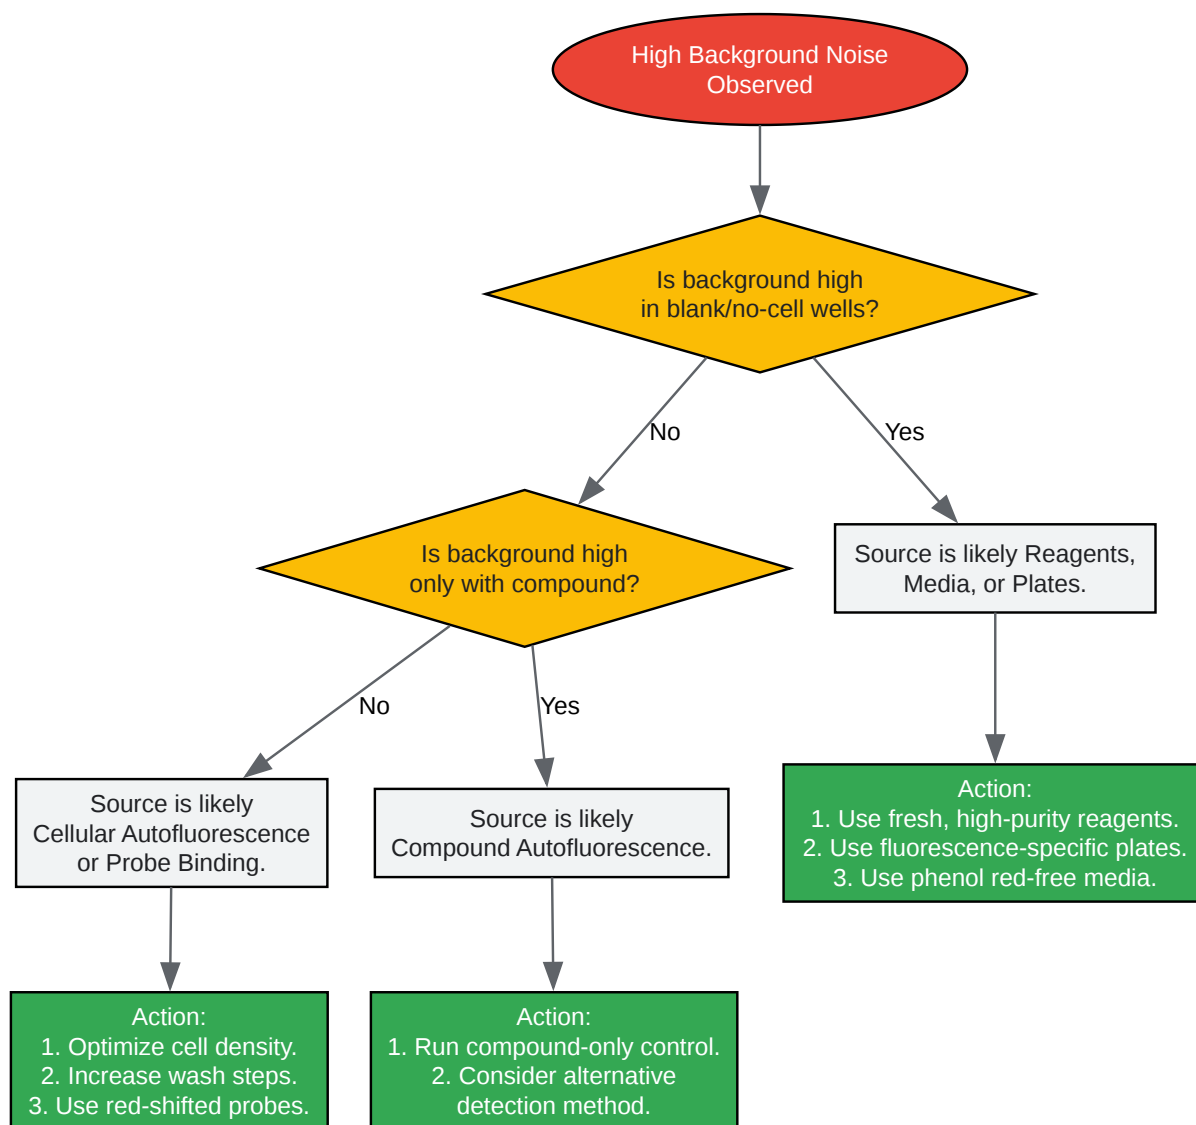 High Background Noise
Observed
Is background high
in blank/no-cell wells?
No
Yes
Is background high
only with compound?
Source is likely Reagents,
Media, or Plates.
No
Yes
Source is likely
Cellular Autofluorescence
or Probe Binding.
Source is likely
Compound Autofluorescence.
Action:
1. Use fresh, high-purity reagents.
2. Use fluorescence-specific plates.
3. Use phenol red-free media.
Action:
1. Optimize cell density.
2. Increase wash steps.
3. Use red-shifted probes.
Action:
1. Run compound-only control.
2. Consider alternative
detection method.